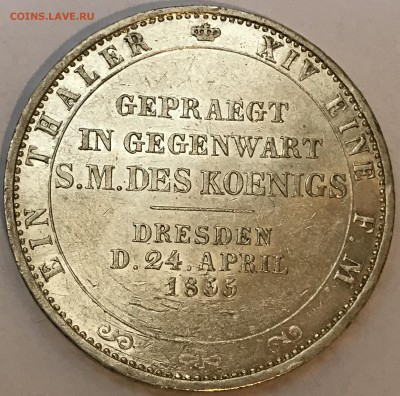 COINS.LAVE.RU
EIN THALER XIV EINE F. M
GEPRAEGT
IN GEGENWART
S.M.DES KOENIGS
DRESDEN
D. 24. APRIL
1855